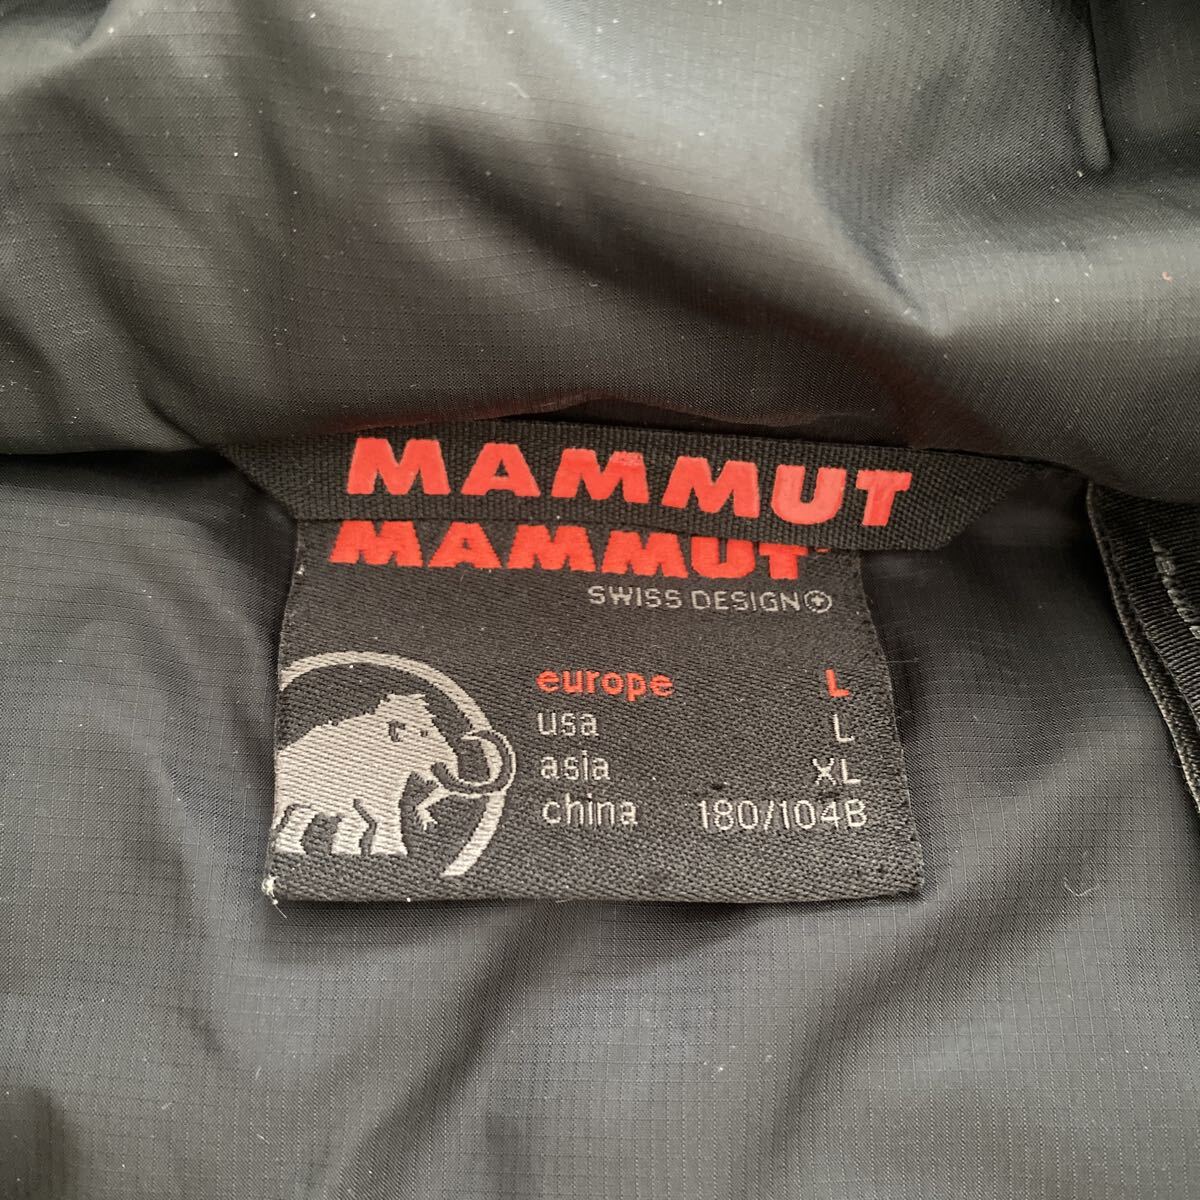 MAMMUT
MAMMUT
SWISS DESIGN
europe L
usa L
asia XL
china 180/104B